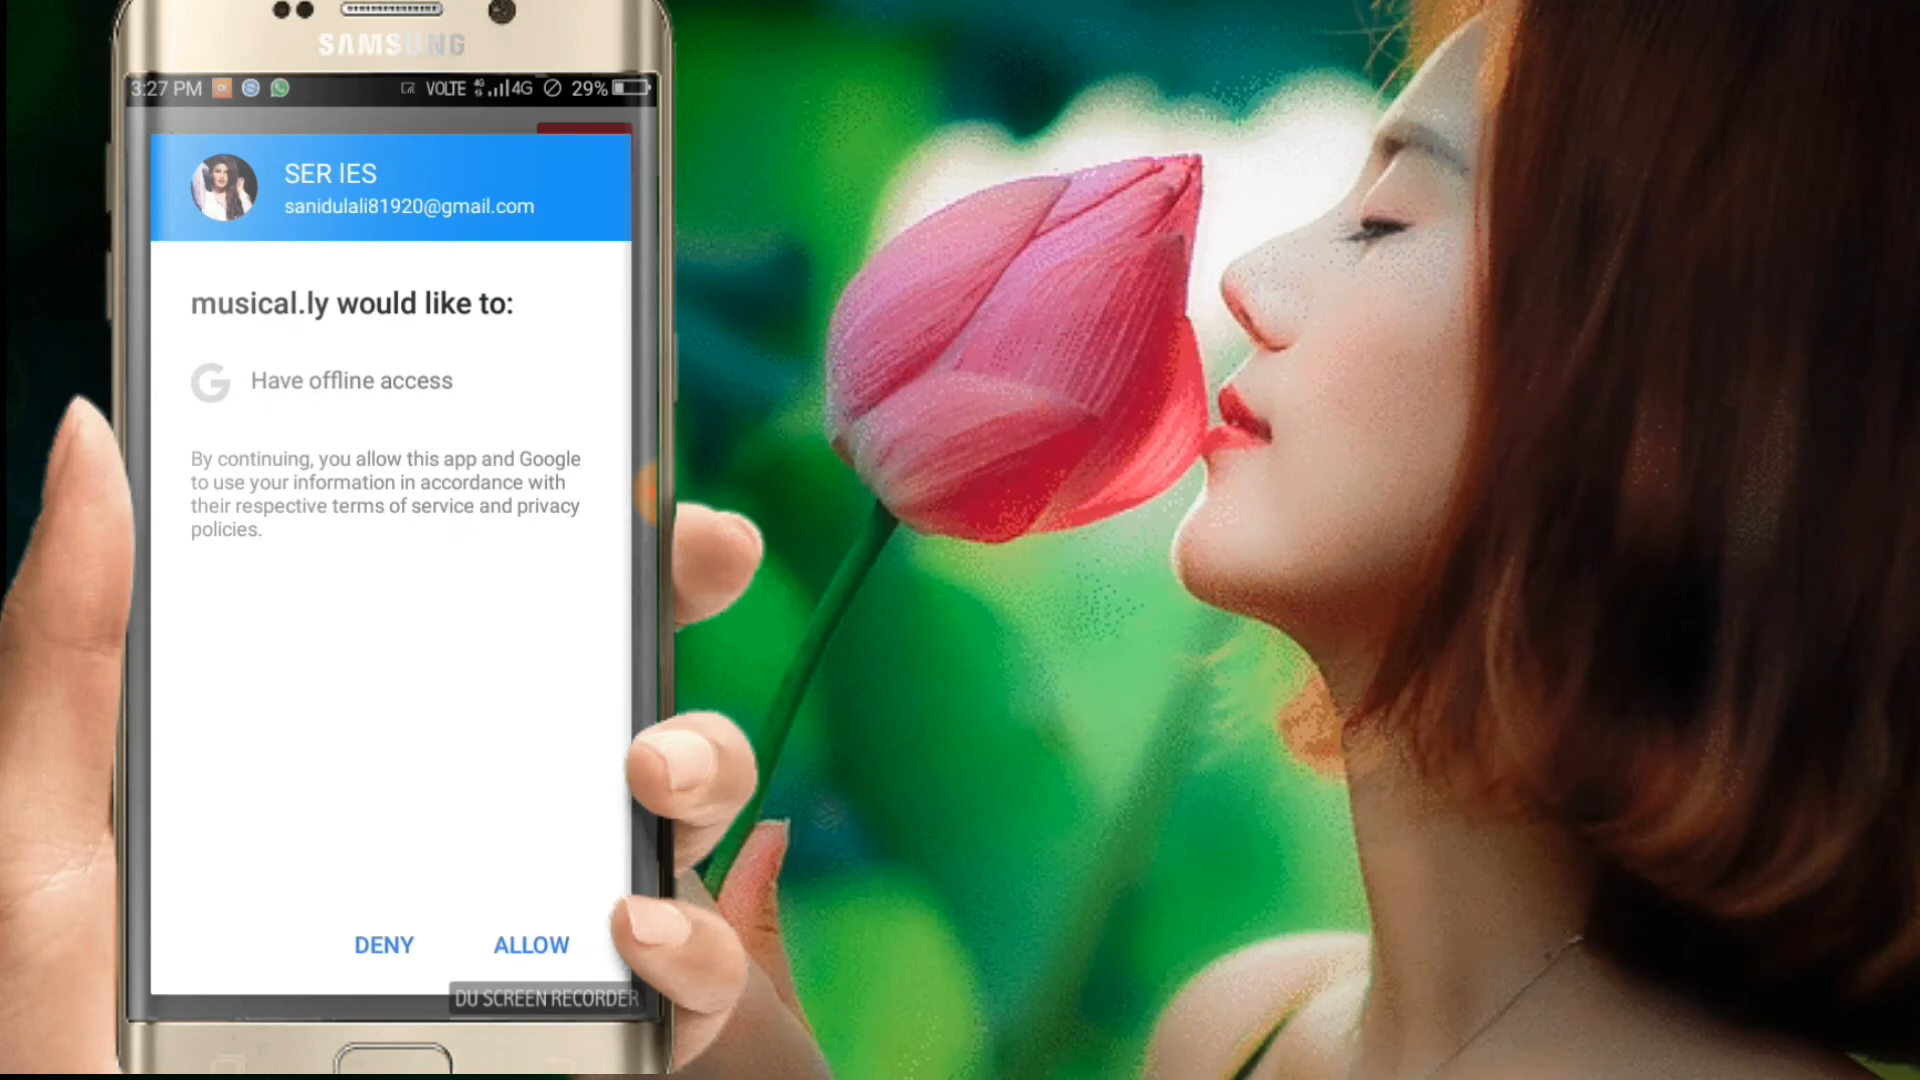 SAMSUNG
3:27 PM VOLTE 4G 4G 29%
SER IES
sanidulali81920@gmail.com
musical.ly would like to:
G Have offline access
By continuing, you allow this app and Google
to use your information in accordance with
their respective terms of service and privacy
policies.
DENY ALLOW
DU SCREEN RECORDER